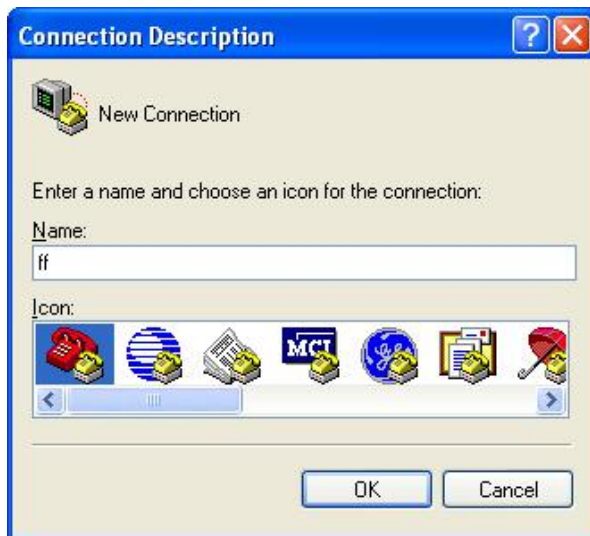 Connection Description
New Connection
Enter a name and choose an icon for the connection:
Name:
ff
Icon:
MCI
OK
Cancel